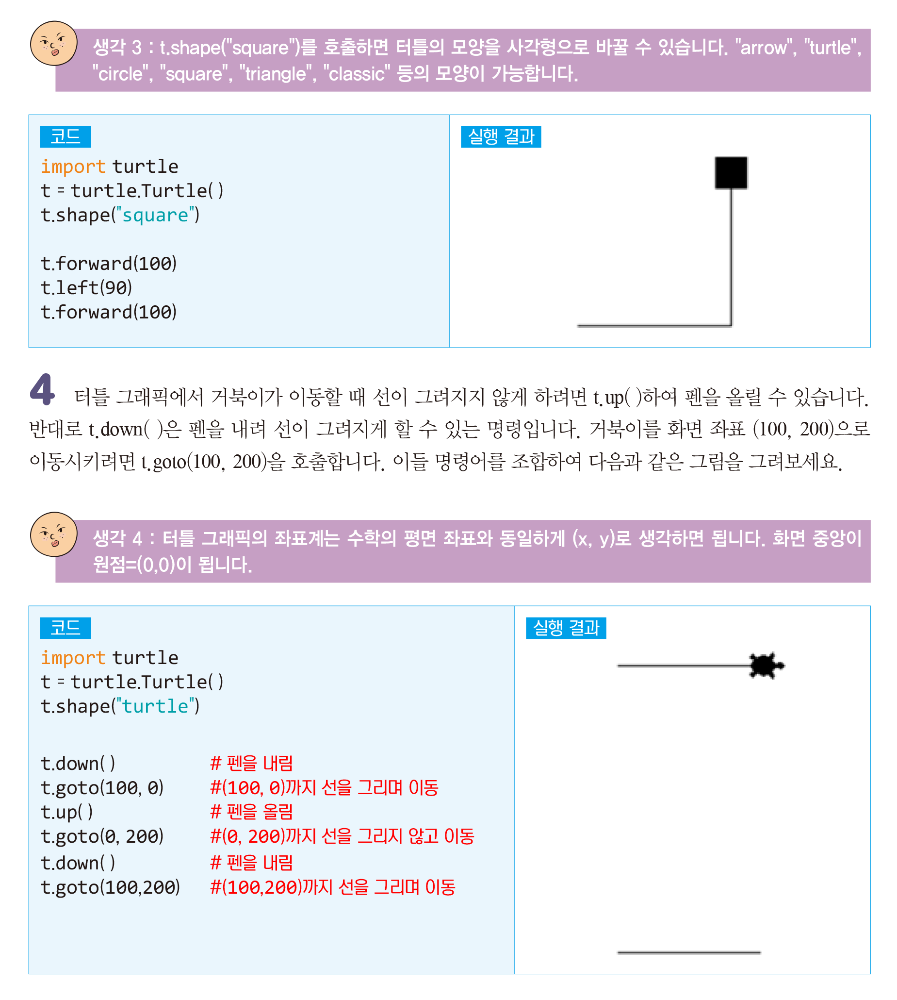 생각 3 : t.shape("square")를 호출하면 터틀의 모양을 사각형으로 바꿀 수 있습니다. "arrow", "turtle",
"circle", "square", "triangle", "classic" 등의 모양이 가능합니다.
코드
import turtle
t = turtle.Turtle( )
t.shape("square")
t.forward(100)
t.left(90)
t.forward(100)
실행 결과
4 터틀 그래픽에서 거북이가 이동할 때 선이 그려지지 않게 하려면 t.up( )하여 펜을 올릴 수 있습니다.
반대로 t.down( )은 펜을 내려 선이 그려지게 할 수 있는 명령입니다. 거북이를 화면 좌표 (100, 200)으로
이동시키려면 t.goto(100, 200)을 호출합니다. 이들 명령어를 조합하여 다음과 같은 그림을 그려보세요.
생각 4 : 터틀 그래픽의 좌표계는 수학의 평면 좌표와 동일하게 (x, y)로 생각하면 됩니다. 화면 중앙이
원점=(0,0)이 됩니다.
코드
import turtle
t = turtle.Turtle( )
t.shape("turtle")
t.down( ) # 펜을 내림
t.goto(100, 0) #(100, 0)까지 선을 그리며 이동
t.up( ) # 펜을 올림
t.goto(0, 200) #(0, 200)까지 선을 그리지 않고 이동
t.down( ) # 펜을 내림
t.goto(100,200) #(100,200)까지 선을 그리며 이동
실행 결과